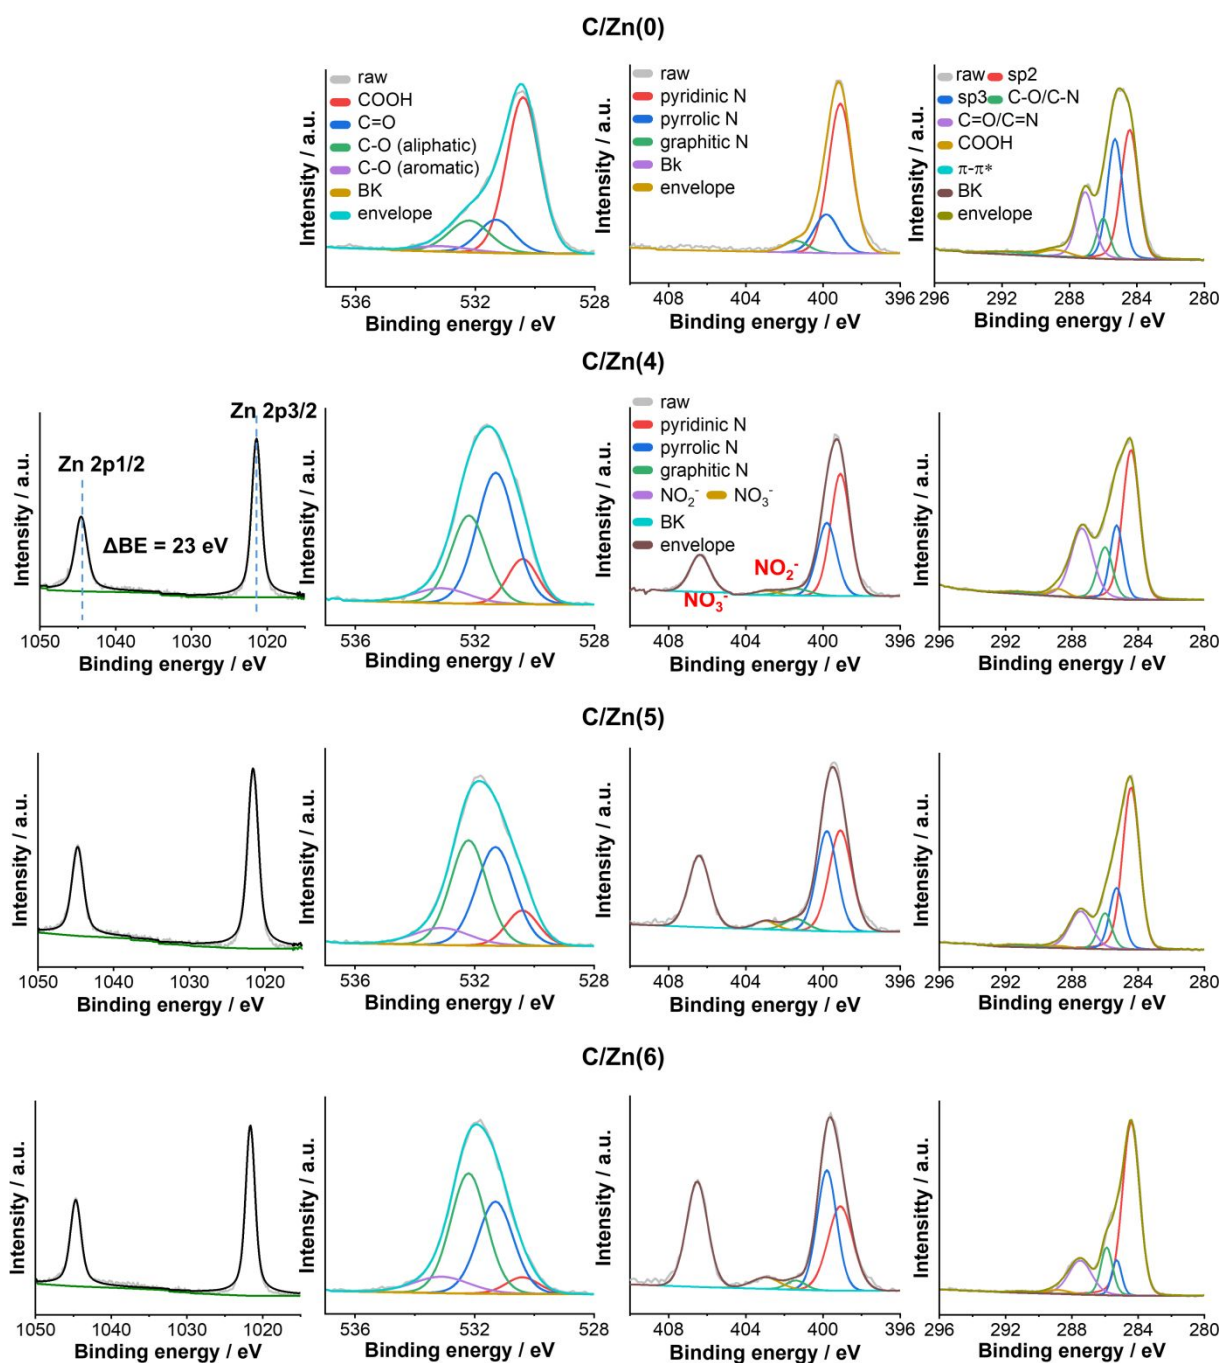 C/Zn(0)
Intensity / a.u.
raw
COOH
C=O
C-O (aliphatic)
C-O (aromatic)
BK
envelope
536 532 528
Binding energy / eV
Intensity / a.u.
raw
pyridinic N
pyrrolic N
graphitic N
Bk
envelope
408 404 400 396
Binding energy / eV
Intensity / a.u.
raw sp2
sp3 C-O/C-N
C=O/C=N
COOH
π-π*
BK
envelope
296 292 288 284 280
Binding energy / eV
C/Zn(4)
Intensity / a.u.
Zn 2p3/2
Zn 2p1/2
ΔBE = 23 eV
1050 1040 1030 1020
Binding energy / eV
Intensity / a.u.
536 532 528
Binding energy / eV
Intensity / a.u.
raw
pyridinic N
pyrrolic N
graphitic N
NO₂⁻ NO₃⁻
BK
envelope
NO₂⁻
NO₃⁻
408 404 400 396
Binding energy / eV
Intensity / a.u.
296 292 288 284 280
Binding energy / eV
C/Zn(5)
Intensity / a.u.
1050 1040 1030 1020
Binding energy / eV
Intensity / a.u.
536 532 528
Binding energy / eV
Intensity / a.u.
408 404 400 396
Binding energy / eV
Intensity / a.u.
296 292 288 284 280
Binding energy / eV
C/Zn(6)
Intensity / a.u.
1050 1040 1030 1020
Binding energy / eV
Intensity / a.u.
536 532 528
Binding energy / eV
Intensity / a.u.
408 404 400 396
Binding energy / eV
Intensitty / a.u.
296 292 288 284 280
Binding energy / eV